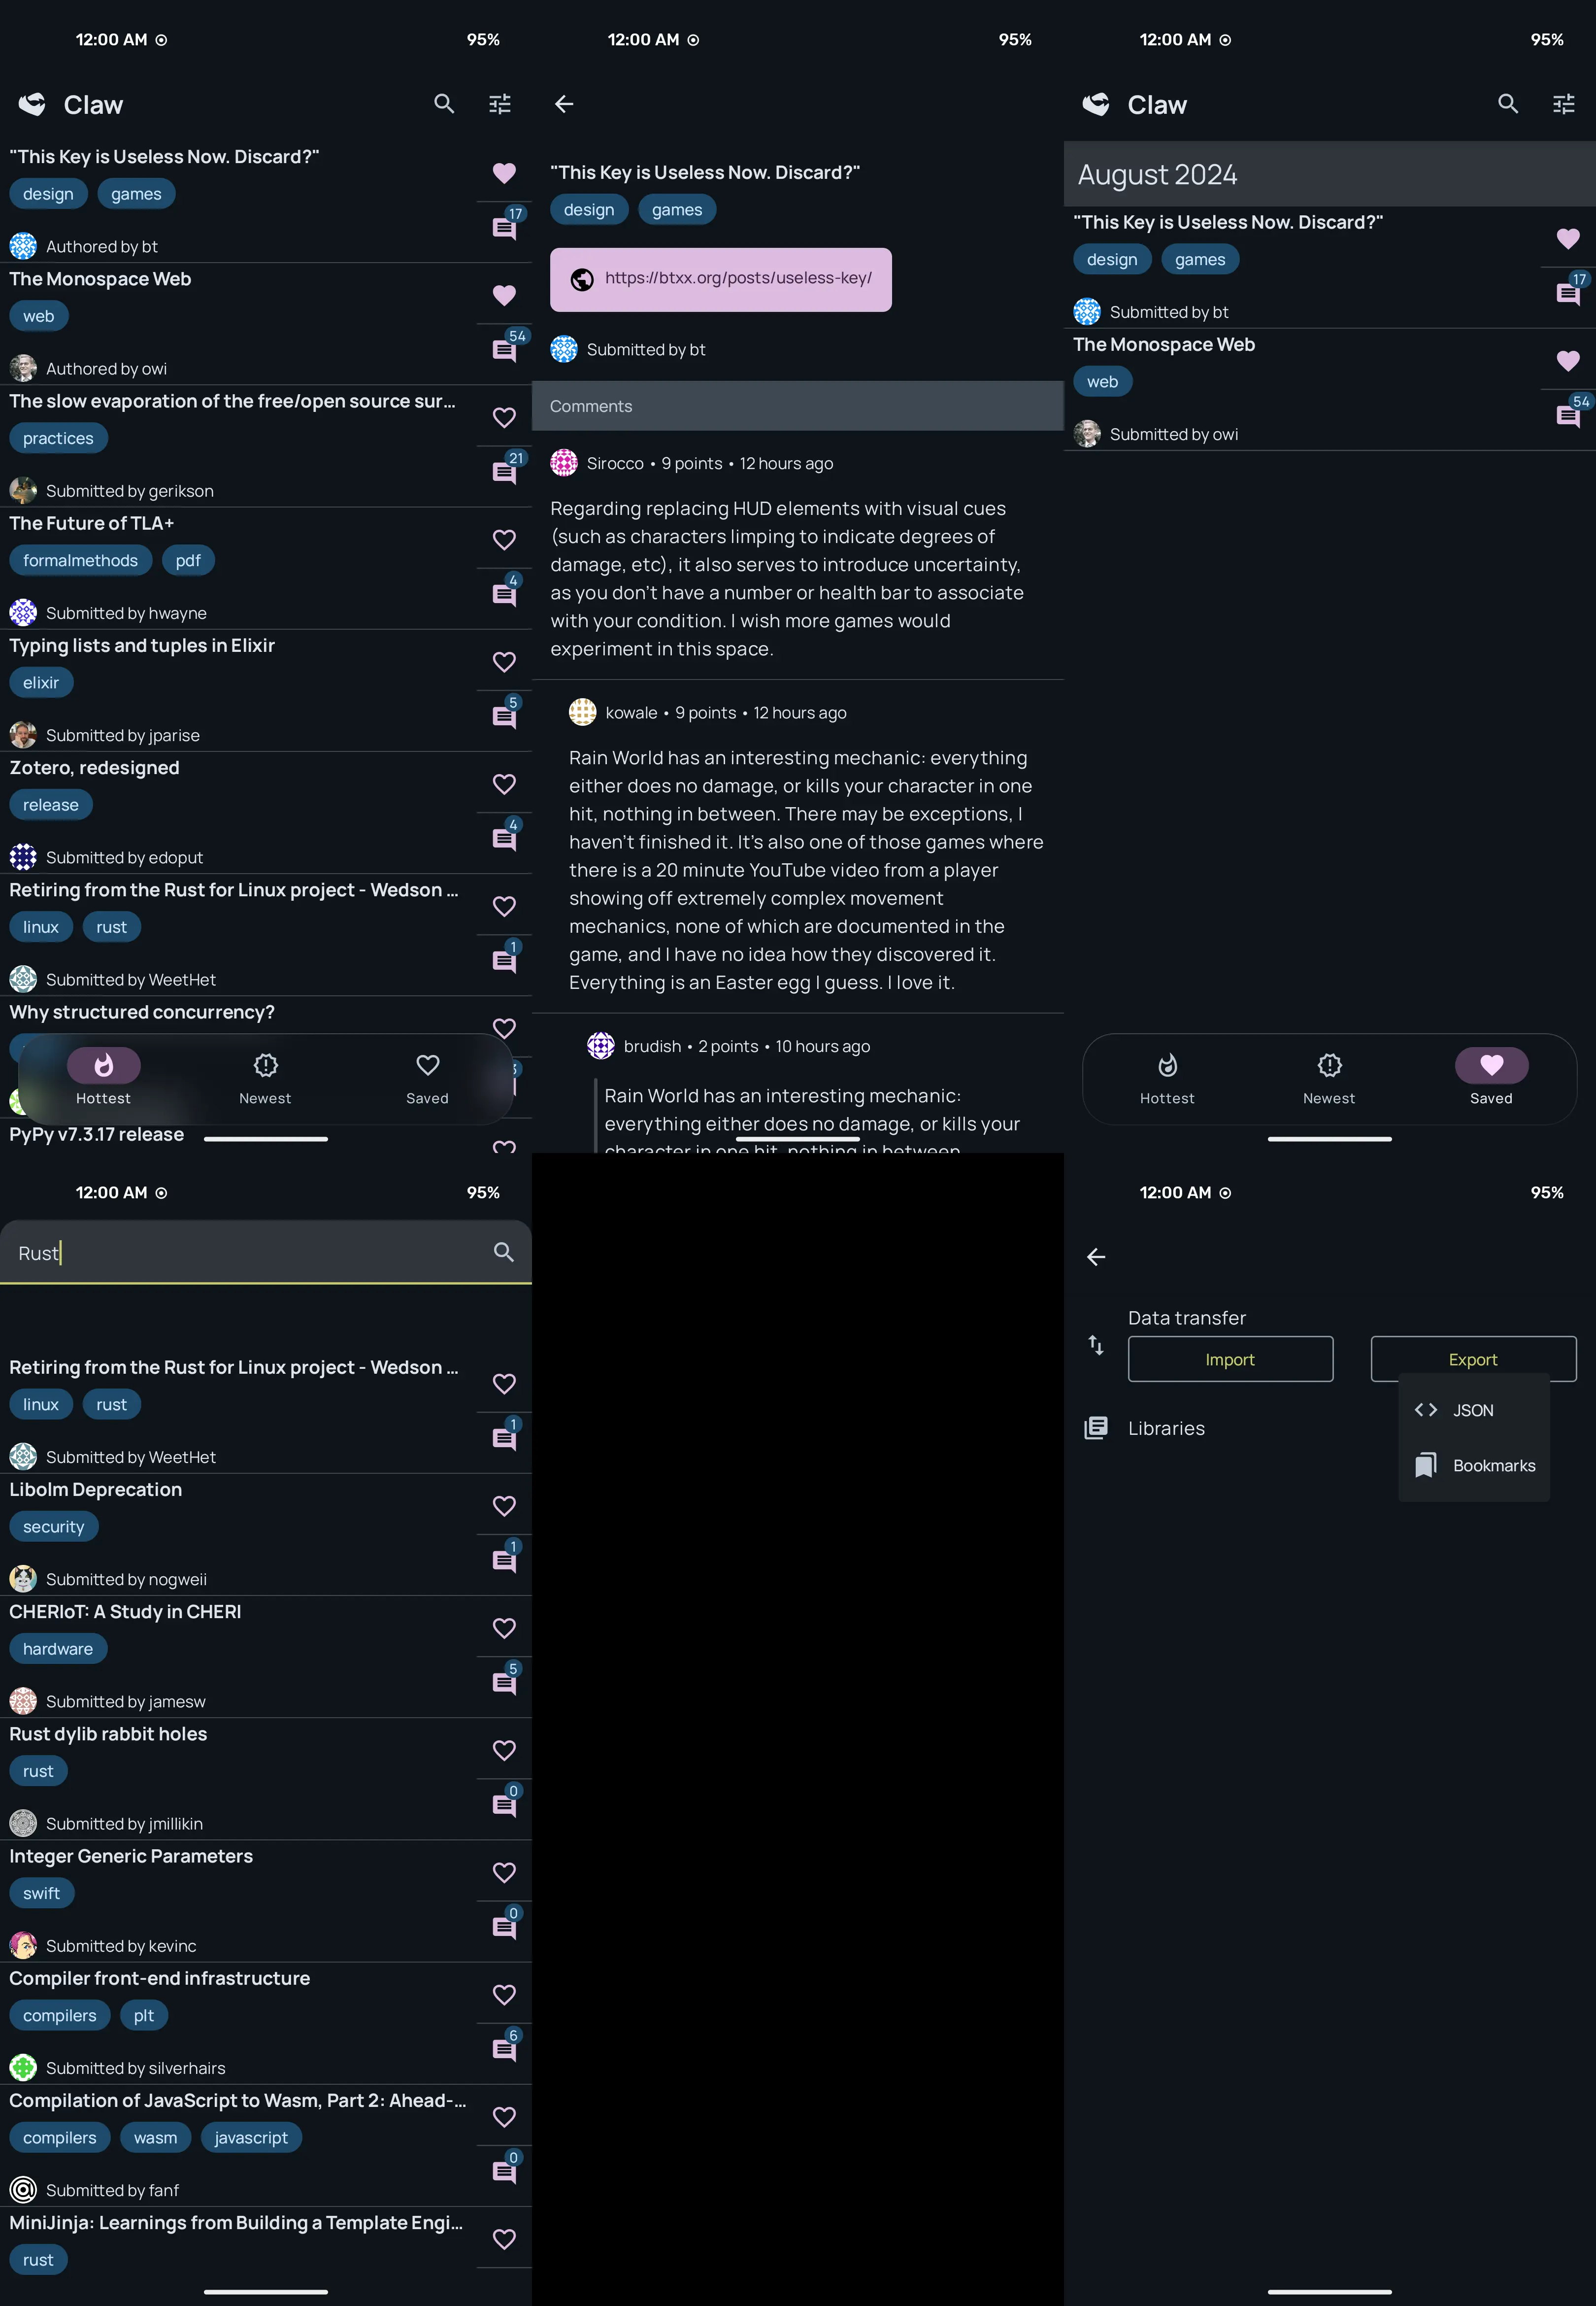 12:00 AM
95%
Claw
"This Key is Useless Now. Discard?"
design games
17
Authored by bt
The Monospace Web
web
54
Authored by owi
The slow evaporation of the free/open source sur...
practices
21
Submitted by gerikson
The Future of TLA+
formalmethods pdf
4
Submitted by hwayne
Typing lists and tuples in Elixir
elixir
5
Submitted by jparise
Zotero, redesigned
release
4
Submitted by edoput
Retiring from the Rust for Linux project - Wedson ...
linux rust
1
Submitted by WeetHet
Why structured concurrency?
3
Hottest
Newest
Saved
PyPy v7.3.17 release
12:00 AM
95%
"This Key is Useless Now. Discard?"
design games
https://btxx.org/posts/useless-key/
Submitted by bt
Comments
Sirocco • 9 points • 12 hours ago
Regarding replacing HUD elements with visual cues
(such as characters limping to indicate degrees of
damage, etc), it also serves to introduce uncertainty,
as you don't have a number or health bar to associate
with your condition. I wish more games would
experiment in this space.
kowale • 9 points • 12 hours ago
Rain World has an interesting mechanic: everything
either does no damage, or kills your character in one
hit, nothing in between. There may be exceptions, I
haven't finished it. It's also one of those games where
there is a 20 minute YouTube video from a player
showing off extremely complex movement
mechanics, none of which are documented in the
game, and I have no idea how they discovered it.
Everything is an Easter egg I guess. I love it.
brudish • 2 points • 10 hours ago
Rain World has an interesting mechanic:
everything either does no damage, or kills your
character in one hit, nothing in between.
12:00 AM
95%
Claw
August 2024
"This Key is Useless Now. Discard?"
design games
17
Submitted by bt
The Monospace Web
web
54
Submitted by owi
Hottest
Newest
Saved
12:00 AM
95%
Rust
Retiring from the Rust for Linux project - Wedson ...
linux rust
1
Submitted by WeetHet
Libolm Deprecation
security
1
Submitted by nogweii
CHERIoT: A Study in CHERI
hardware
5
Submitted by jamesw
Rust dylib rabbit holes
rust
0
Submitted by jmillikin
Integer Generic Parameters
swift
0
Submitted by kevinc
Compiler front-end infrastructure
compilers plt
6
Submitted by silverhairs
Compilation of JavaScript to Wasm, Part 2: Ahead-...
compilers wasm javascript
0
Submitted by fanf
MiniJinja: Learnings from Building a Template Engi...
rust
12:00 AM
95%
Data transfer
Import
Export
JSON
Bookmarks
Libraries